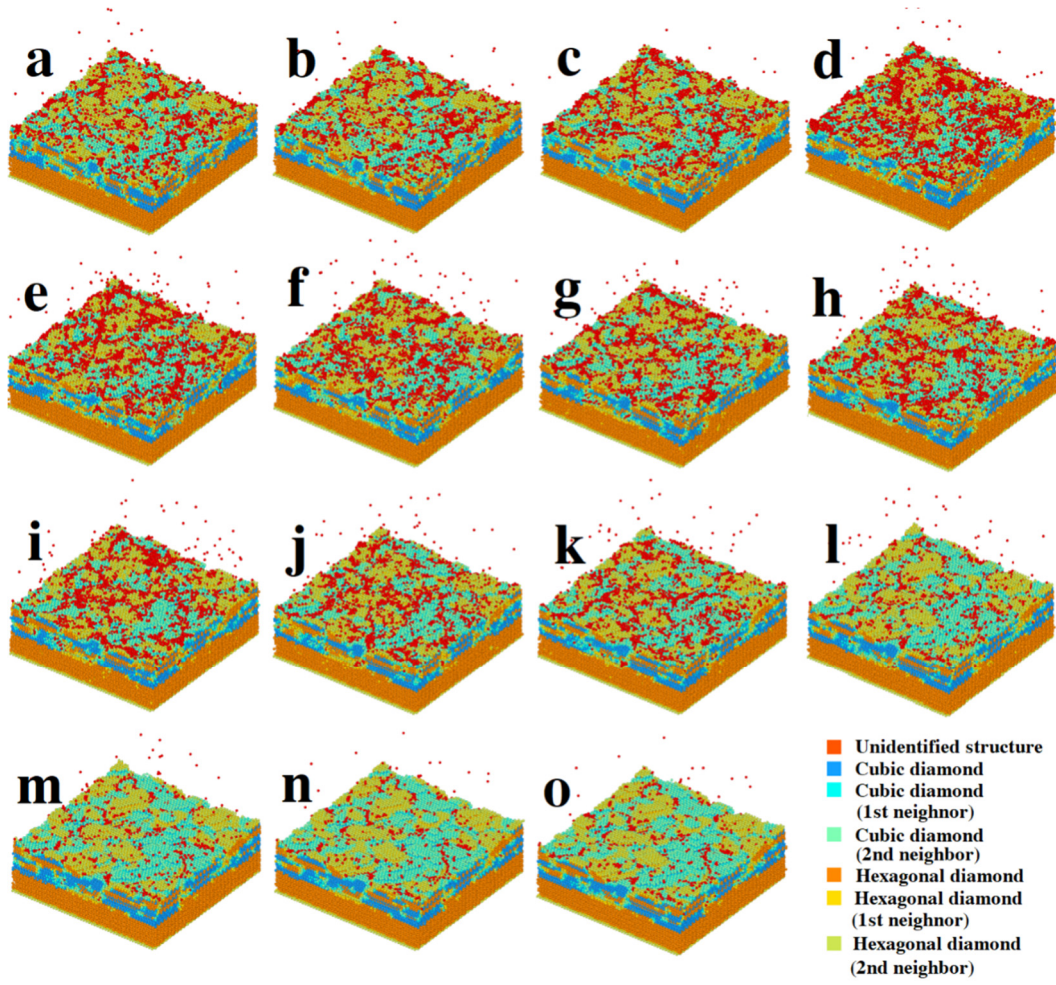 a
b
c
d
e
f
g
h
i
j
k
l
m
n
o
Unidentified structure
Cubic diamond
Cubic diamond
(1st neighnor)
Cubic diamond
(2nd neighbor)
Hexagonal diamond
Hexagonal diamond
(1st neighnor)
Hexagonal diamond
(2nd neighbor)